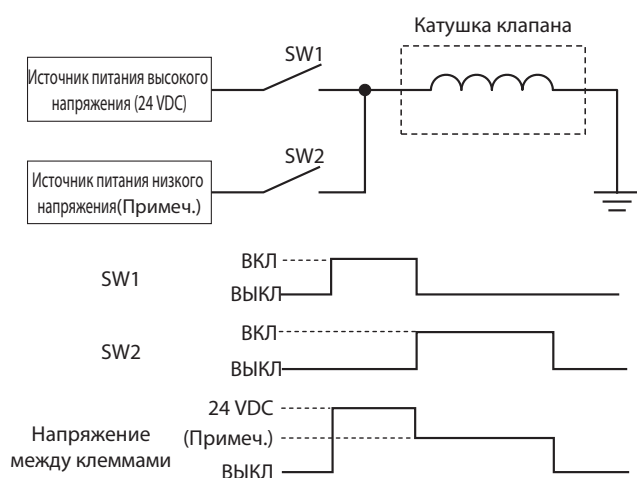 Катушка клапана
SW1
Источник питания высокого
напряжения (24 VDC)
SW2
Источник питания низкого
напряжения(Примеч.)
SW1
ВКЛ
ВЫКЛ
SW2
ВКЛ
ВЫКЛ
Напряжение
между клеммами
24 VDC
(Примеч.)
ВЫКЛ